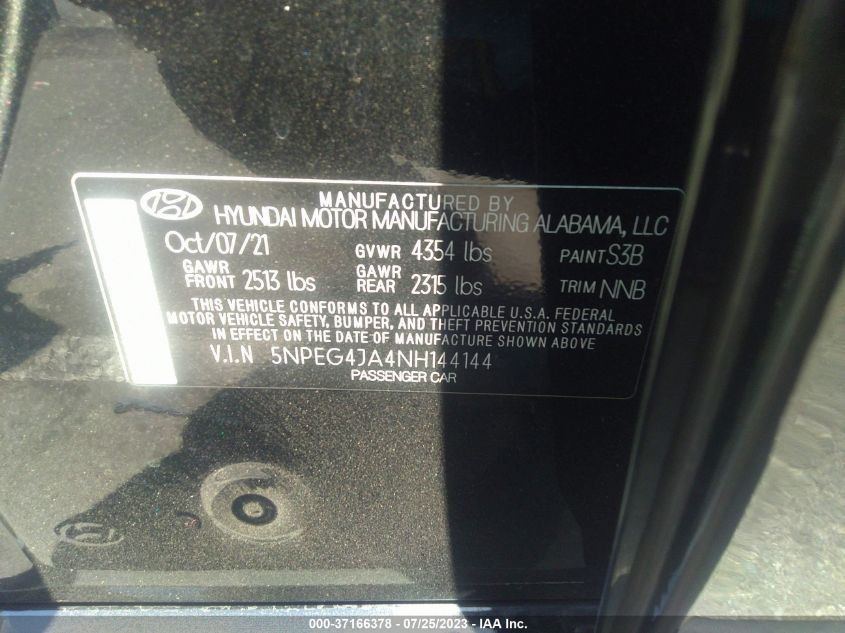 MANUFACTURED BY
HYUNDAI MOTOR MANUFACTURING ALABAMA, LLC
Oct/07/21 GVWR 4354 lbs PAINT S3B
GAWR FRONT 2513 lbs GAWR REAR 2315 lbs TRIM NNB
THIS VEHICLE CONFORMS TO ALL APPLICABLE U.S.A. FEDERAL
MOTOR VEHICLE SAFETY, BUMPER, AND THEFT PREVENTION STANDARDS
IN EFFECT ON THE DATE OF MANUFACTURE SHOWN ABOVE.
V.I.N 5NPEG4JA4NH144144
PASSENGER CAR
000-37166378 - 07/25/2023 - IAA Inc.